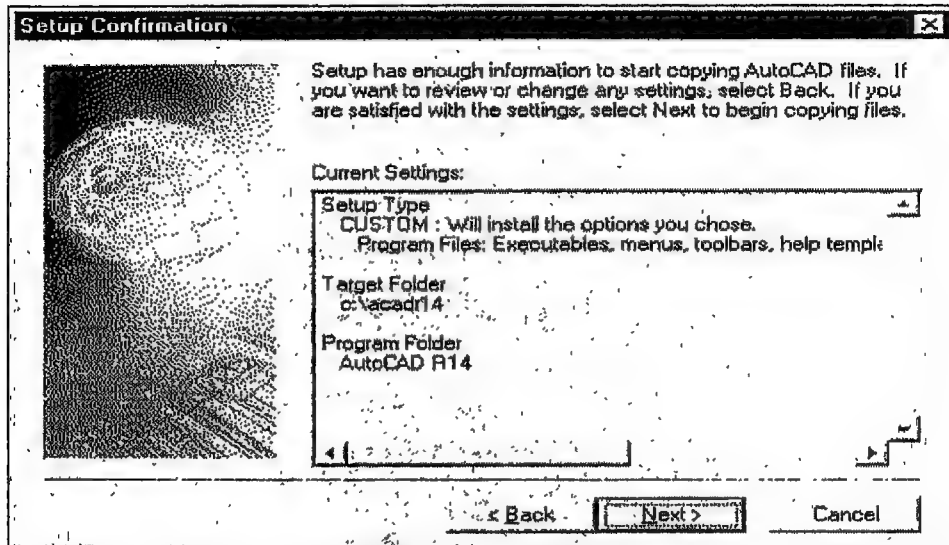 Setup Confirmation
Setup has enough information to start copying AutoCAD files. If
you want to review or change any settings, select Back. If you
are satisfied with the settings, select Next to begin copying files.
Current Settings:
Setup Type
CUSTOM : Will install the options you chose.
Program Files: Executables, menus, toolbars, help templa
Target Folder
c:\acadr14
Program Folder
AutoCAD R14
< Back
Next >
Cancel